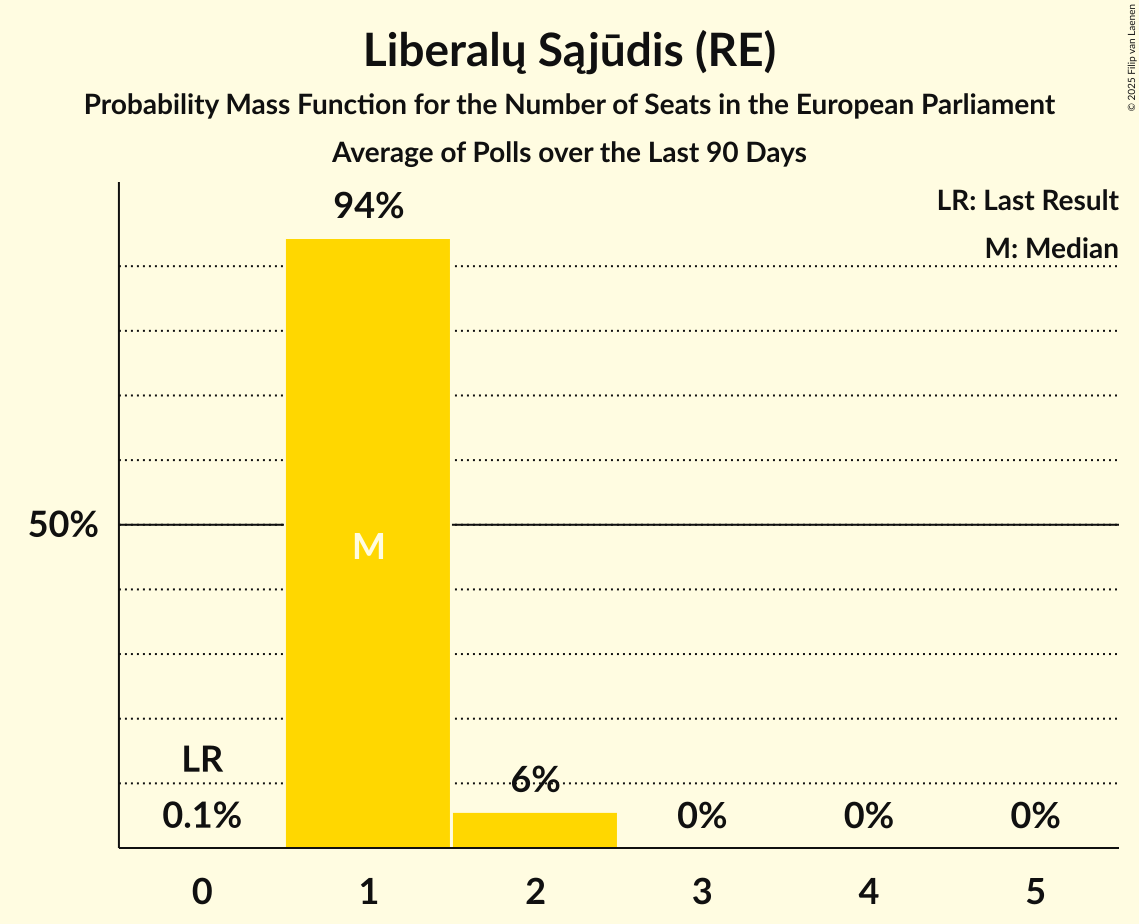 Liberalų Sąjūdis (RE)
Probability Mass Function for the Number of Seats in the European Parliament
Average of Polls over the Last 90 Days
© 2025 Filip van Laenen
LR: Last Result
M: Median
94%
50%
M
LR
0.1%
6%
0%
0%
0%
0 1 2 3 4 5